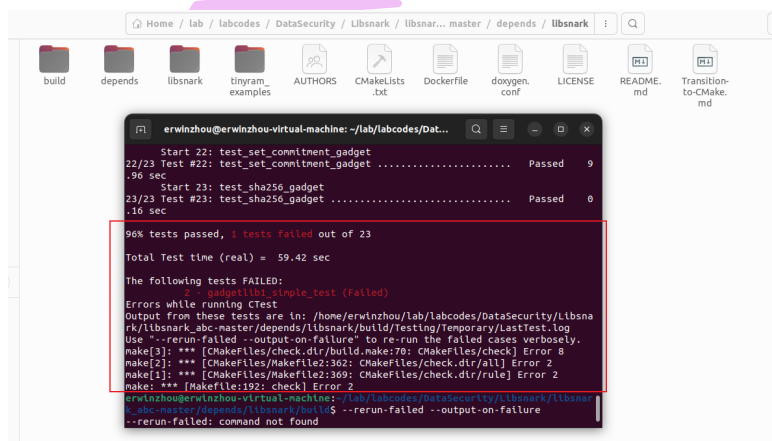 Home / lab / labcodes / DataSecurity / Libsnark / libsnar... master / depends / libsnark
build
depends
libsnark
tinyram_
examples
AUTHORS
CMakeLists
.txt
Dockerfile
doxygen.
conf
LICENSE
README.
md
Transition-
to-CMake.
md
erwinzhou@erwinzhou-virtual-machine: ~/lab/labcodes/Dat...
Start 22: test_set_commitment_gadget
22/23 Test #22: test_set_commitment_gadget ....................... Passed 9
.96 sec
Start 23: test_sha256_gadget
23/23 Test #23: test_sha256_gadget ............................... Passed 0
.16 sec
96% tests passed, 1 tests failed out of 23
Total Test time (real) = 59.42 sec
The following tests FAILED:
2 - gadgetlib1_simple_test (Failed)
Errors while running CTest
Output from these tests are in: /home/erwinzhou/lab/labcodes/DataSecurity/Libsna
rk/libsnark_abc-master/depends/libsnark/build/Testing/Temporary/LastTest.log
Use "--rerun-failed --output-on-failure" to re-run the failed cases verbosely.
make[3]: *** [CMakeFiles/check.dir/build.make:70: CMakeFiles/check] Error 8
make[2]: *** [CMakeFiles/Makefile2:362: CMakeFiles/check.dir/all] Error 2
make[1]: *** [CMakeFiles/Makefile2:369: CMakeFiles/check.dir/rule] Error 2
make: *** [Makefile:192: check] Error 2
erwinzhou@erwinzhou-virtual-machine:~/lab/labcodes/DataSecurity/Libsnark/libsnar
k_abc-master/depends/libsnark/build$ --rerun-failed --output-on-failure
--rerun-failed: command not found